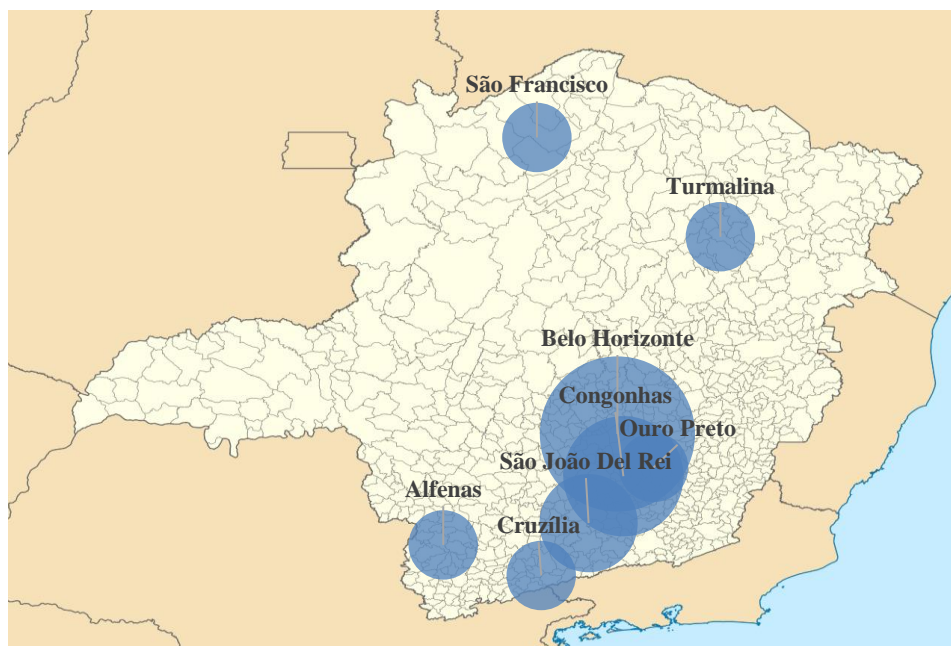 São Francisco
Turmalina
Belo Horizonte
Congonhas
Ouro Preto
São João Del Rei
Alfenas
Cruzília